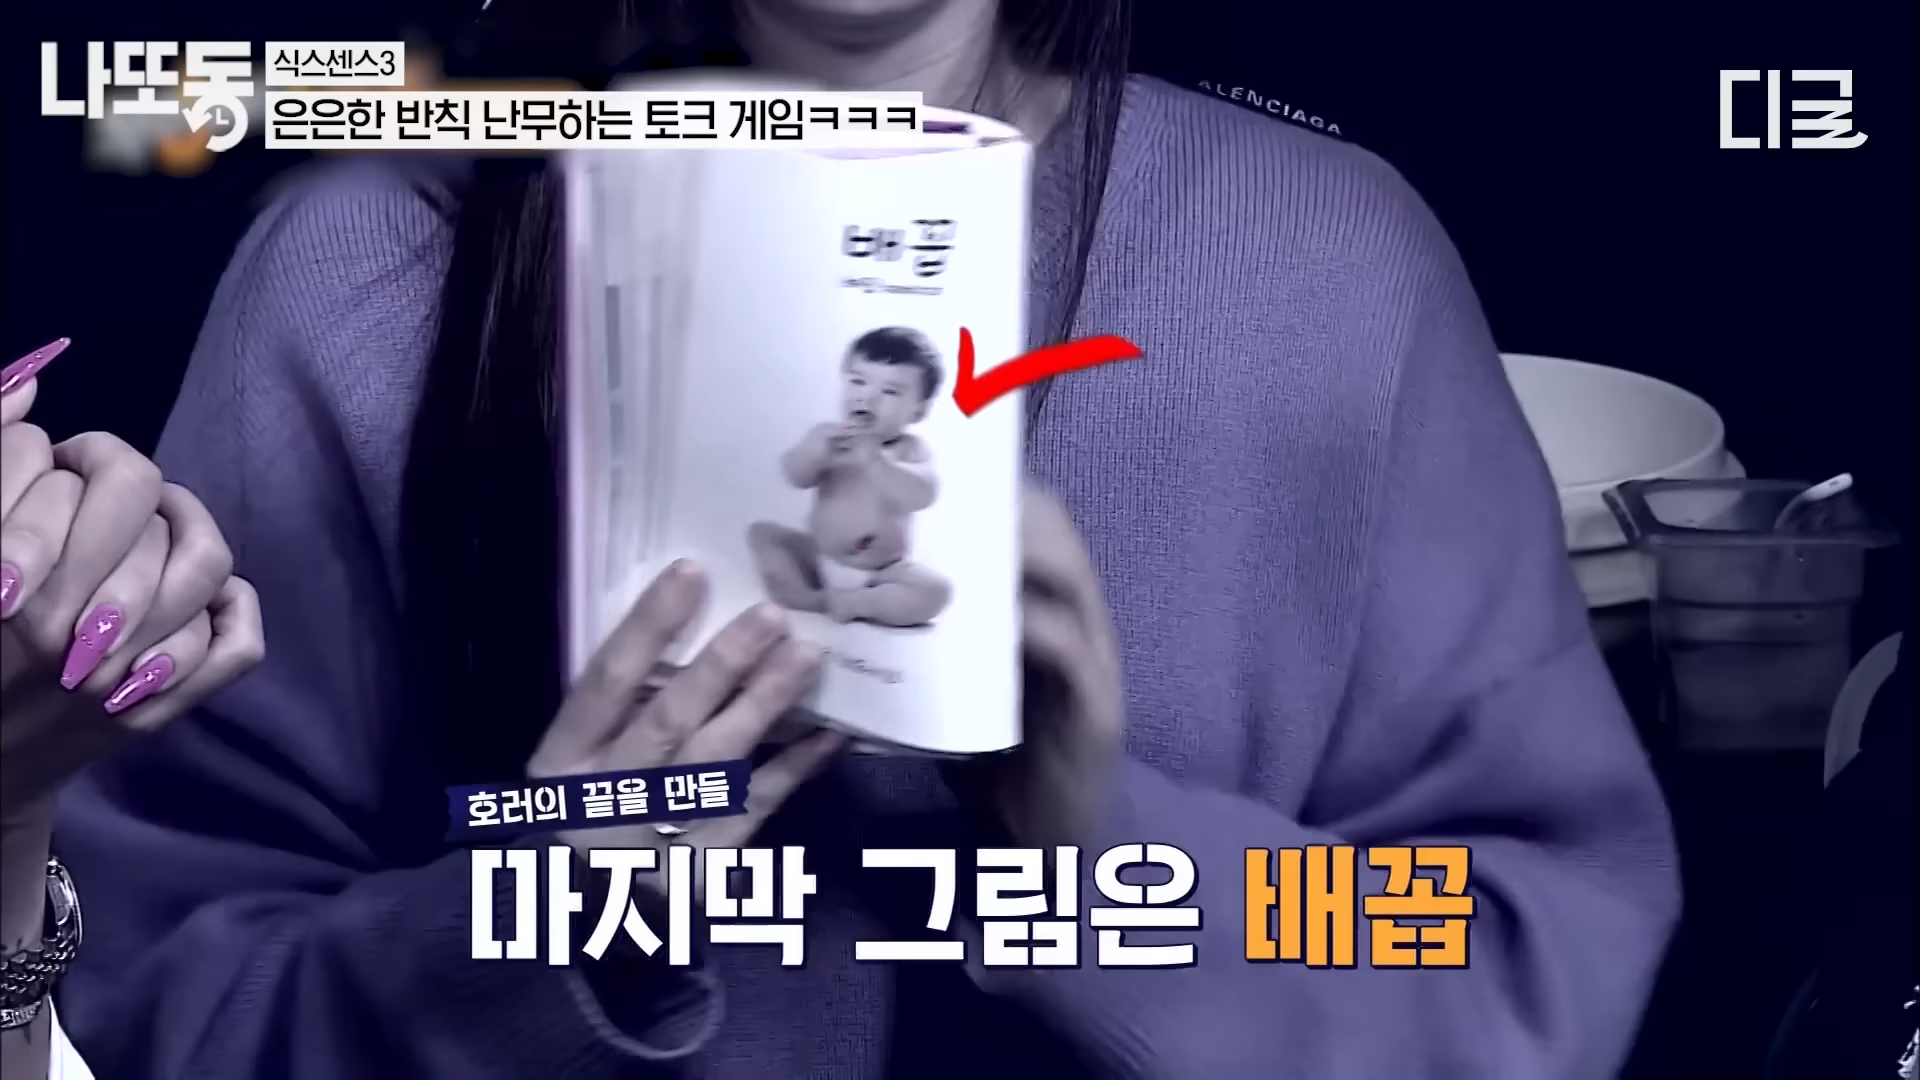 나또동
식스센스3
은은한 반칙 난무하는 토크 게임ㅋㅋㅋ
디글
ALENCIAGA
배꼽
호러의 끝을 만들
마지막 그림은 배꼽